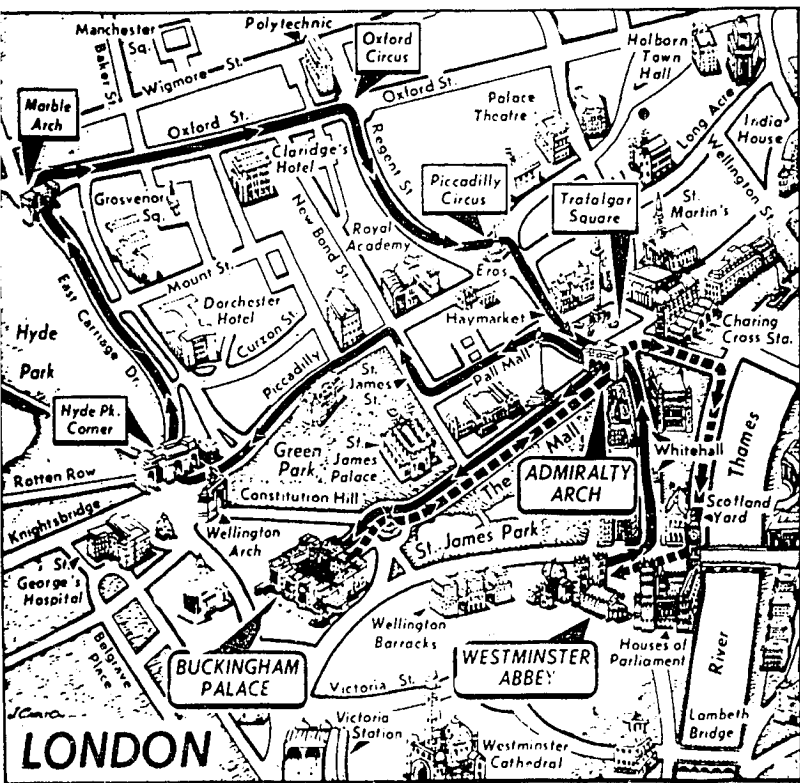 Manchester
Sq.
Baker St.
Polytechnic
Oxford
Circus
Holborn
Town
Hall
Wigmore St.
Oxford St.
Marble
Arch
Oxford St.
Palace
Theatre
Long Acre
India
House
Regent St.
Claridge's
Hotel
Wellington St.
Piccadilly
Circus
Trafalgar
Square
St.
Martin's
Grosvenor
Sq.
New Bond St.
Royal
Academy
Eros
Mount St.
East Carriage Dr.
Dorchester
Hotel
Haymarket
Charing
Cross Sta.
Curzon St.
Hyde
Park
Piccadilly
St.
James
St.
Pall Mall
Hyde Pk.
Corner
Green
Park
St.
James
Palace
The Mall
ADMIRALTY
ARCH
Whitehall
Thames
Rotten Row
Constitution Hill
Scotland
Yard
Knightsbridge
Wellington
Arch
St. James Park
St.
George's
Hospital
Belgrave
Place
Wellington
Barracks
Houses of
Parliament
River
BUCKINGHAM
PALACE
WESTMINSTER
ABBEY
Victoria St.
Lambeth
Bridge
Victoria
Station
Westminster
Cathedral
LONDON